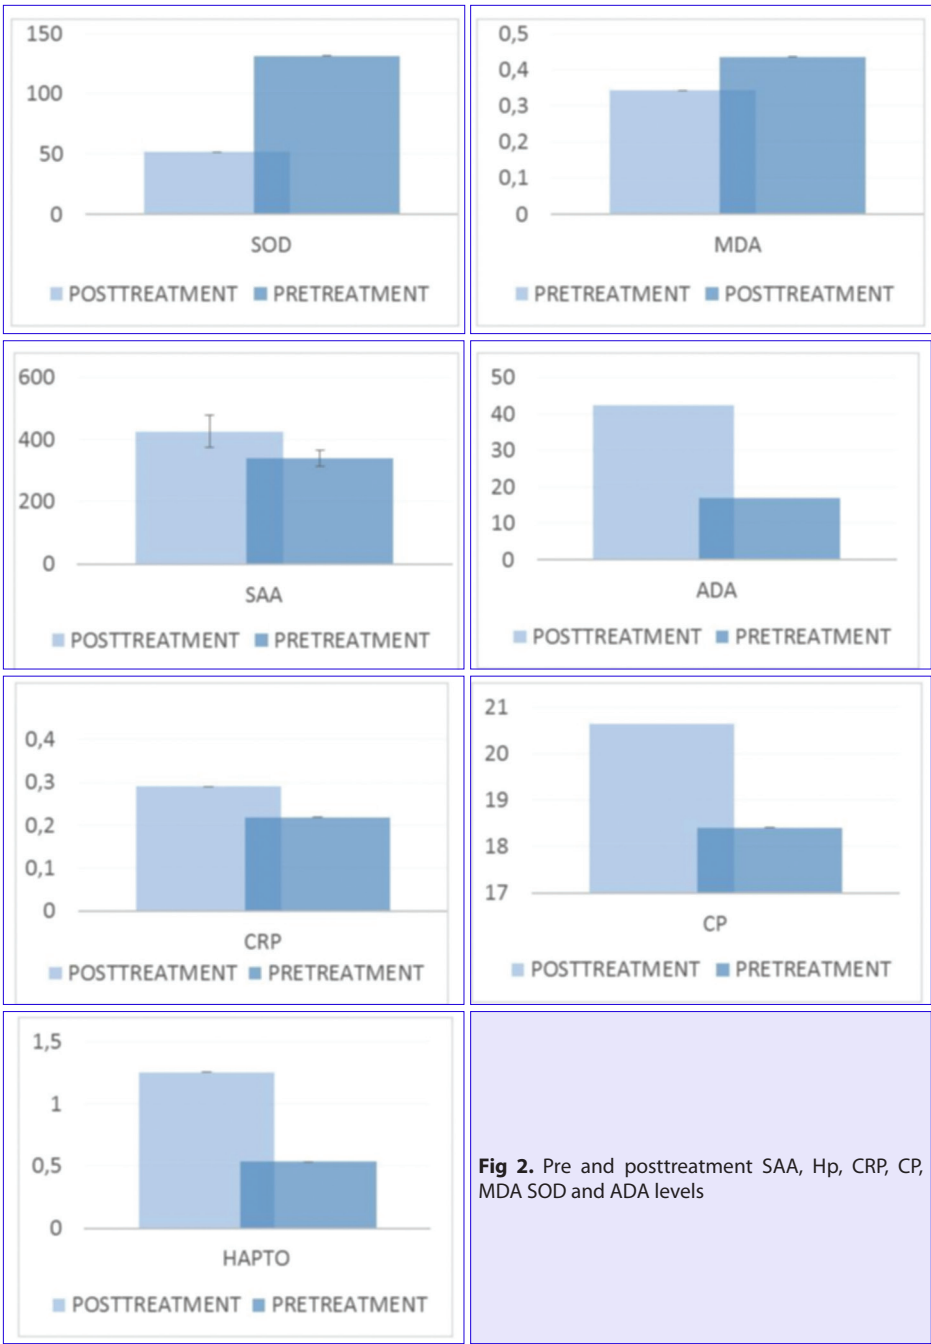 150
100
50
0
SOD
POSTTREATMENT PRETREATMENT
0,5
0,4
0,3
0,2
0,1
0
MDA
PRETREATMENT POSTTREATMENT
600
400
200
0
SAA
POSTTREATMENT PRETREATMENT
50
40
30
20
10
0
ADA
POSTTREATMENT PRETREATMENT
0,4
0,3
0,2
0,1
0
CRP
POSTTREATMENT PRETREATMENT
21
20
19
18
17
CP
POSTTREATMENT PRETREATMENT
1,5
1
0,5
0
HAPTO
POSTTREATMENT PRETREATMENT
Fig 2. Pre and posttreatment SAA, Hp, CRP, CP,
MDA SOD and ADA levels